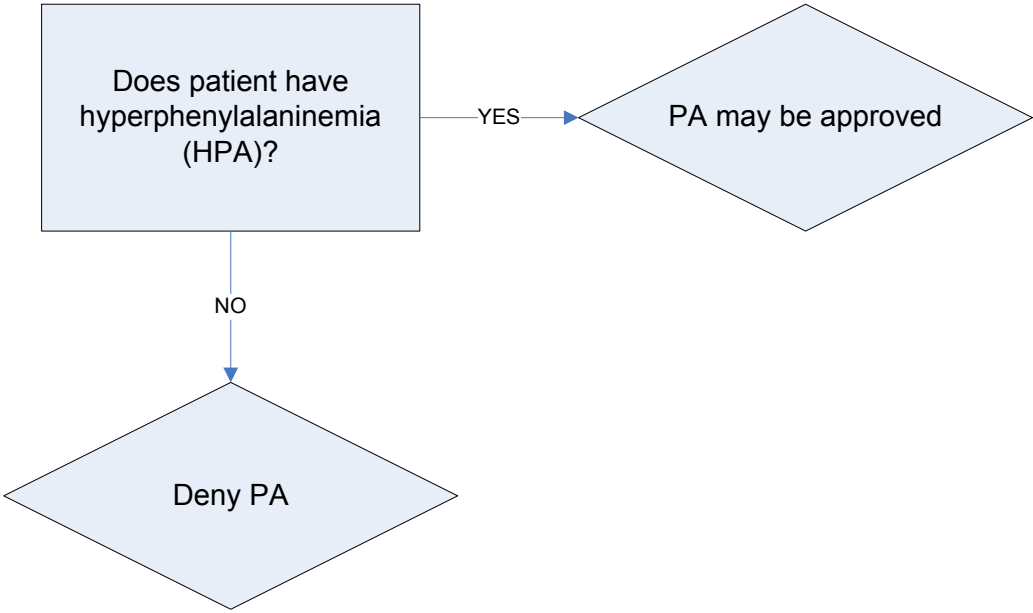 Does patient have
hyperphenylalaninemia
(HPA)?
YES
PA may be approved
NO
Deny PA